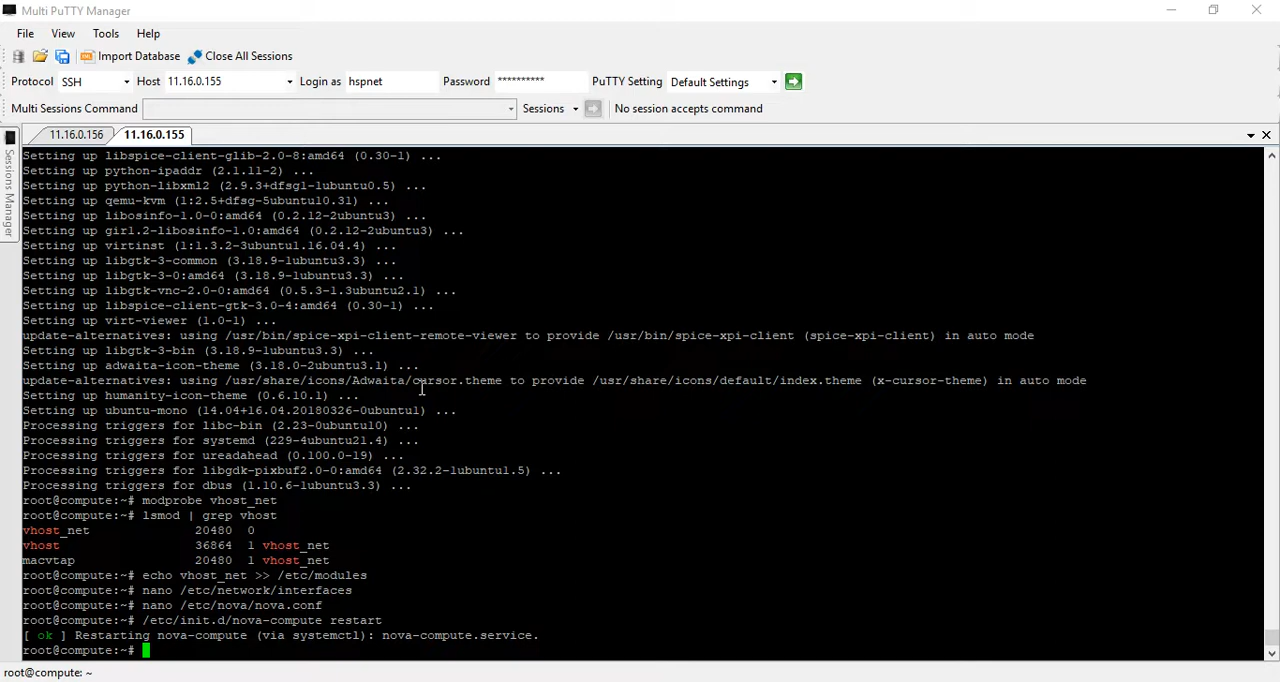 Multi PuTTY Manager
File View Tools Help
Import Database Close All Sessions
Protocol SSH Host 11.16.0.155 Login as hspnet Password ********** PuTTY Setting Default Settings
Multi Sessions Command Sessions No session accepts command
11.16.0.156 11.16.0.155
Sessions Manager
Setting up libspice-client-glib-2.0-8:amd64 (0.30-1) ...
Setting up python-ipaddr (2.1.11-2) ...
Setting up python-libxml2 (2.9.3+dfsg1-1ubuntu0.5) ...
Setting up qemu-kvm (1:2.5+dfsg-5ubuntu10.31) ...
Setting up libosinfo-1.0-0:amd64 (0.2.12-2ubuntu3) ...
Setting up gir1.2-libosinfo-1.0:amd64 (0.2.12-2ubuntu3) ...
Setting up virtinst (1:1.3.2-3ubuntu1.16.04.4) ...
Setting up libgtk-3-common (3.18.9-1ubuntu3.3) ...
Setting up libgtk-3-0:amd64 (3.18.9-1ubuntu3.3) ...
Setting up libgtk-vnc-2.0-0:amd64 (0.5.3-1.3ubuntu2.1) ...
Setting up libspice-client-gtk-3.0-4:amd64 (0.30-1) ...
Setting up virt-viewer (1.0-1) ...
update-alternatives: using /usr/bin/spice-xpi-client-remote-viewer to provide /usr/bin/spice-xpi-client (spice-xpi-client) in auto mode
Setting up libgtk-3-bin (3.18.9-1ubuntu3.3) ...
Setting up adwaita-icon-theme (3.18.0-2ubuntu3.1) ...
update-alternatives: using /usr/share/icons/Adwaita/cursor.theme to provide /usr/share/icons/default/index.theme (x-cursor-theme) in auto mode
Setting up humanity-icon-theme (0.6.10.1) ...
Setting up ubuntu-mono (14.04+16.04.20180326-0ubuntu1) ...
Processing triggers for libc-bin (2.23-0ubuntu10) ...
Processing triggers for systemd (229-4ubuntu21.4) ...
Processing triggers for ureadahead (0.100.0-19) ...
Processing triggers for libgdk-pixbuf2.0-0:amd64 (2.32.2-1ubuntu1.5) ...
Processing triggers for dbus (1.10.6-1ubuntu3.3) ...
root@compute:~# modprobe vhost_net
root@compute:~# lsmod | grep vhost
vhost_net 20480 0
vhost 36864 1 vhost_net
macvtap 20480 1 vhost_net
root@compute:~# echo vhost_net >> /etc/modules
root@compute:~# nano /etc/network/interfaces
root@compute:~# nano /etc/nova/nova.conf
root@compute:~# /etc/init.d/nova-compute restart
[ ok ] Restarting nova-compute (via systemctl): nova-compute.service.
root@compute:~#
root@compute: ~